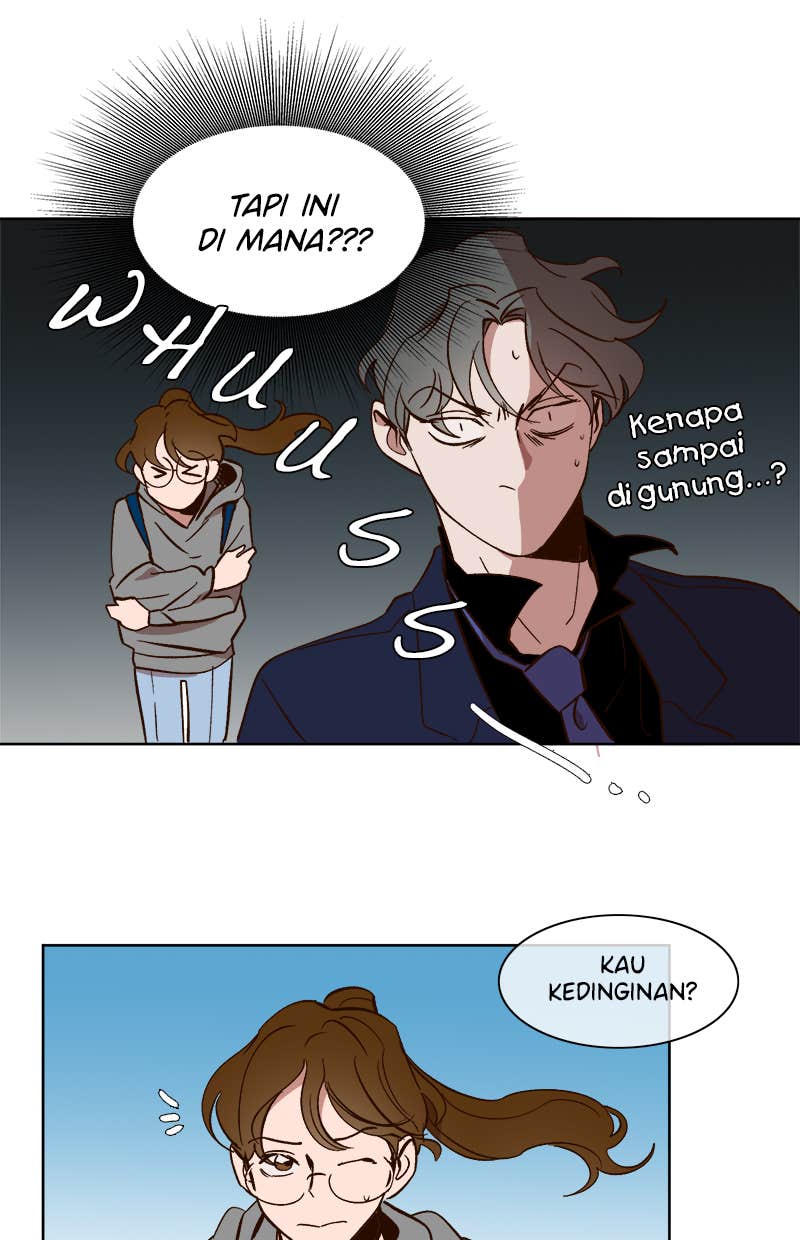 TAPI INI
DI MANA???
WHUUSS...
Kenapa
sampai
di gunung...?
KAU
KEDINGINAN?